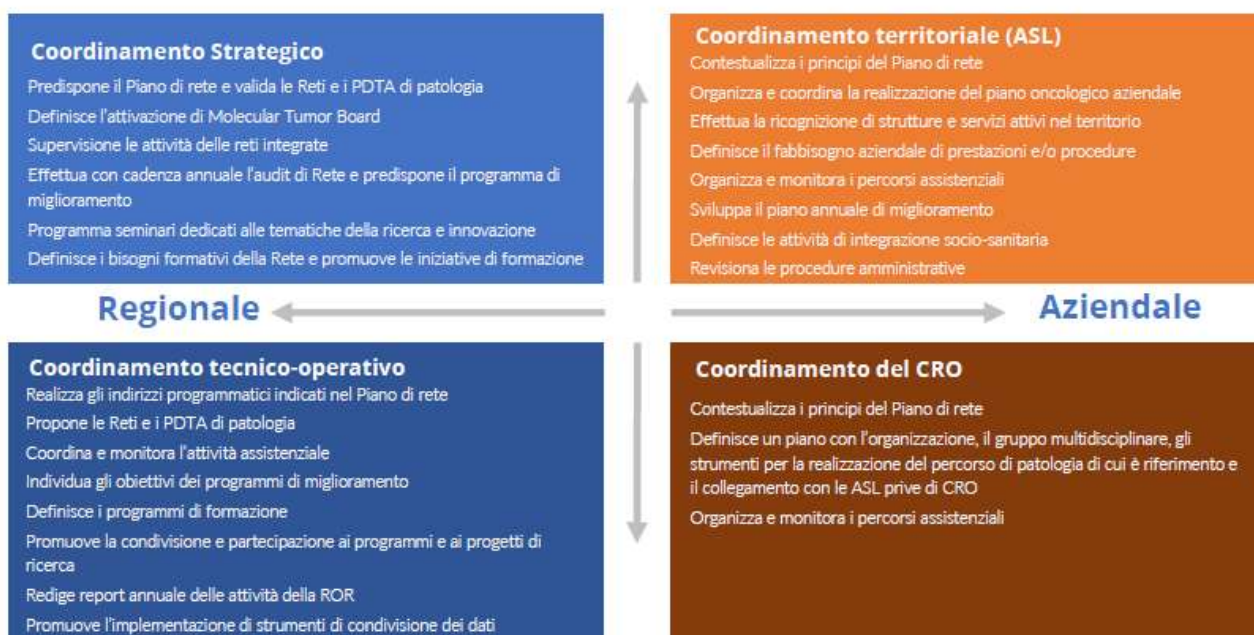 Coordinamento Strategico
Predispone il Piano di rete e valida le Reti e i PDTA di patologia
Definisce l'attivazione di Molecular Tumor Board
Supervisione le attività delle reti integrate
Effettua con cadenza annuale l'audit di Rete e predispone il programma di
miglioramento
Programma seminari dedicati alle tematiche della ricerca e innovazione
Definisce i bisogni formativi della Rete e promuove le iniziative di formazione
Coordinamento territoriale (ASL)
Contestualizza i principi del Piano di rete
Organizza e coordina la realizzazione del piano oncologico aziendale
Effettua la ricognizione di strutture e servizi attivi nel territorio
Definisce il fabbisogno aziendale di prestazioni e/o procedure
Organizza e monitora i percorsi assistenziali
Sviluppa il piano annuale di miglioramento
Definisce le attività di integrazione socio-sanitaria
Revisiona le procedure amministrative
Regionale
Aziendale
Coordinamento tecnico-operativo
Realizza gli indirizzi programmatici indicati nel Piano di rete
Propone le Reti e i PDTA di patologia
Coordina e monitora l'attività assistenziale
Individua gli obiettivi dei programmi di miglioramento
Definisce i programmi di formazione
Promuove la condivisione e partecipazione ai programmi e ai progetti di
ricerca
Redige report annuale delle attività della ROR
Promuove l'implementazione di strumenti di condivisione dei dati
Coordinamento del CRO
Contestualizza i principi del Piano di rete
Definisce un piano con l'organizzazione, il gruppo multidisciplinare, gli
strumenti per la realizzazione del percorso di patologia di cui è riferimento e
il collegamento con le ASL prive di CRO
Organizza e monitora i percorsi assistenziali